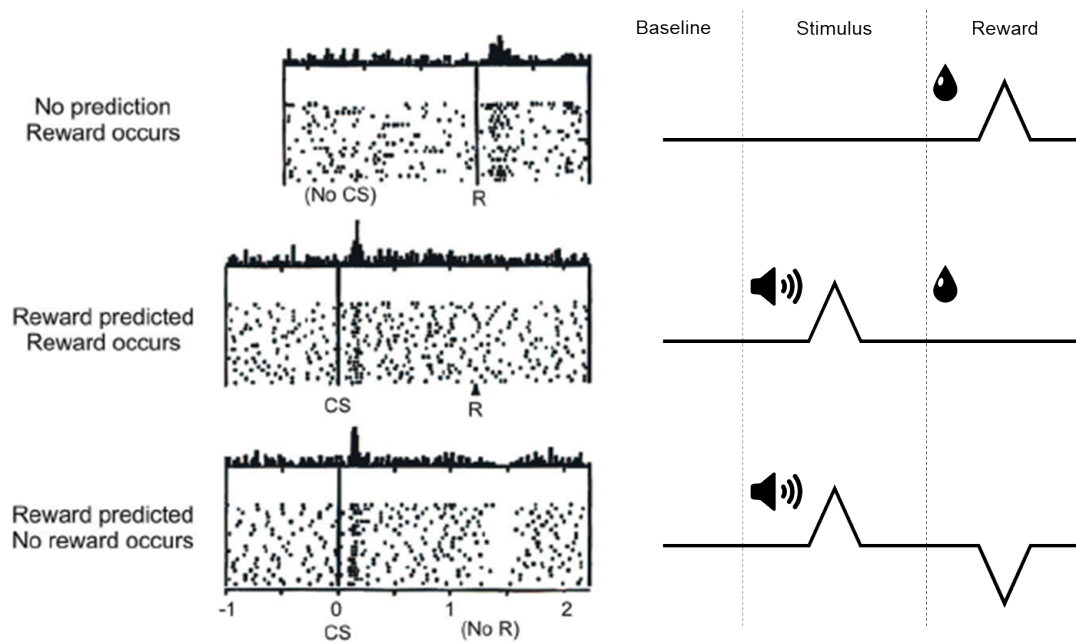 Baseline
Stimulus
Reward
No prediction
Reward occurs
(No CS)
R
Reward predicted
Reward occurs
CS
R
Reward predicted
No reward occurs
-1
0
1
2
CS
(No R)